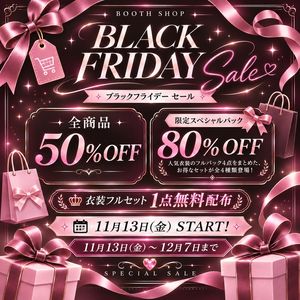 BOOTH SHOP
BLACK
FRIDAY
Sale
ブラックフライデー セール
全商品
50%OFF
限定スペシャルパック
80%OFF
人気衣装のフルパック4点をまとめた、
お得なセットが全4種類登場!
衣装フルセット 1点無料配布
11月13日(金) START!
11月13日(金) ～ 12月7日まで
SPECIAL SALE